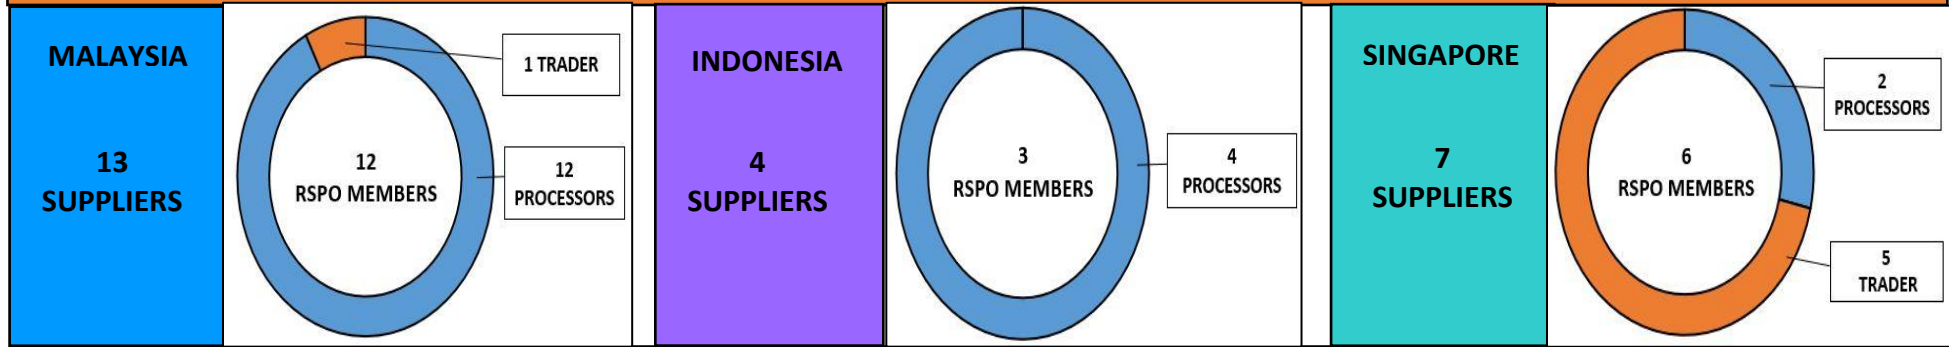 MALAYSIA
13
SUPPLIERS
12
RSPO MEMBERS
1 TRADER
12
PROCESSORS
INDONESIA
4
SUPPLIERS
3
RSPO MEMBERS
4
PROCESSORS
SINGAPORE
7
SUPPLIERS
6
RSPO MEMBERS
2
PROCESSORS
5
TRADER